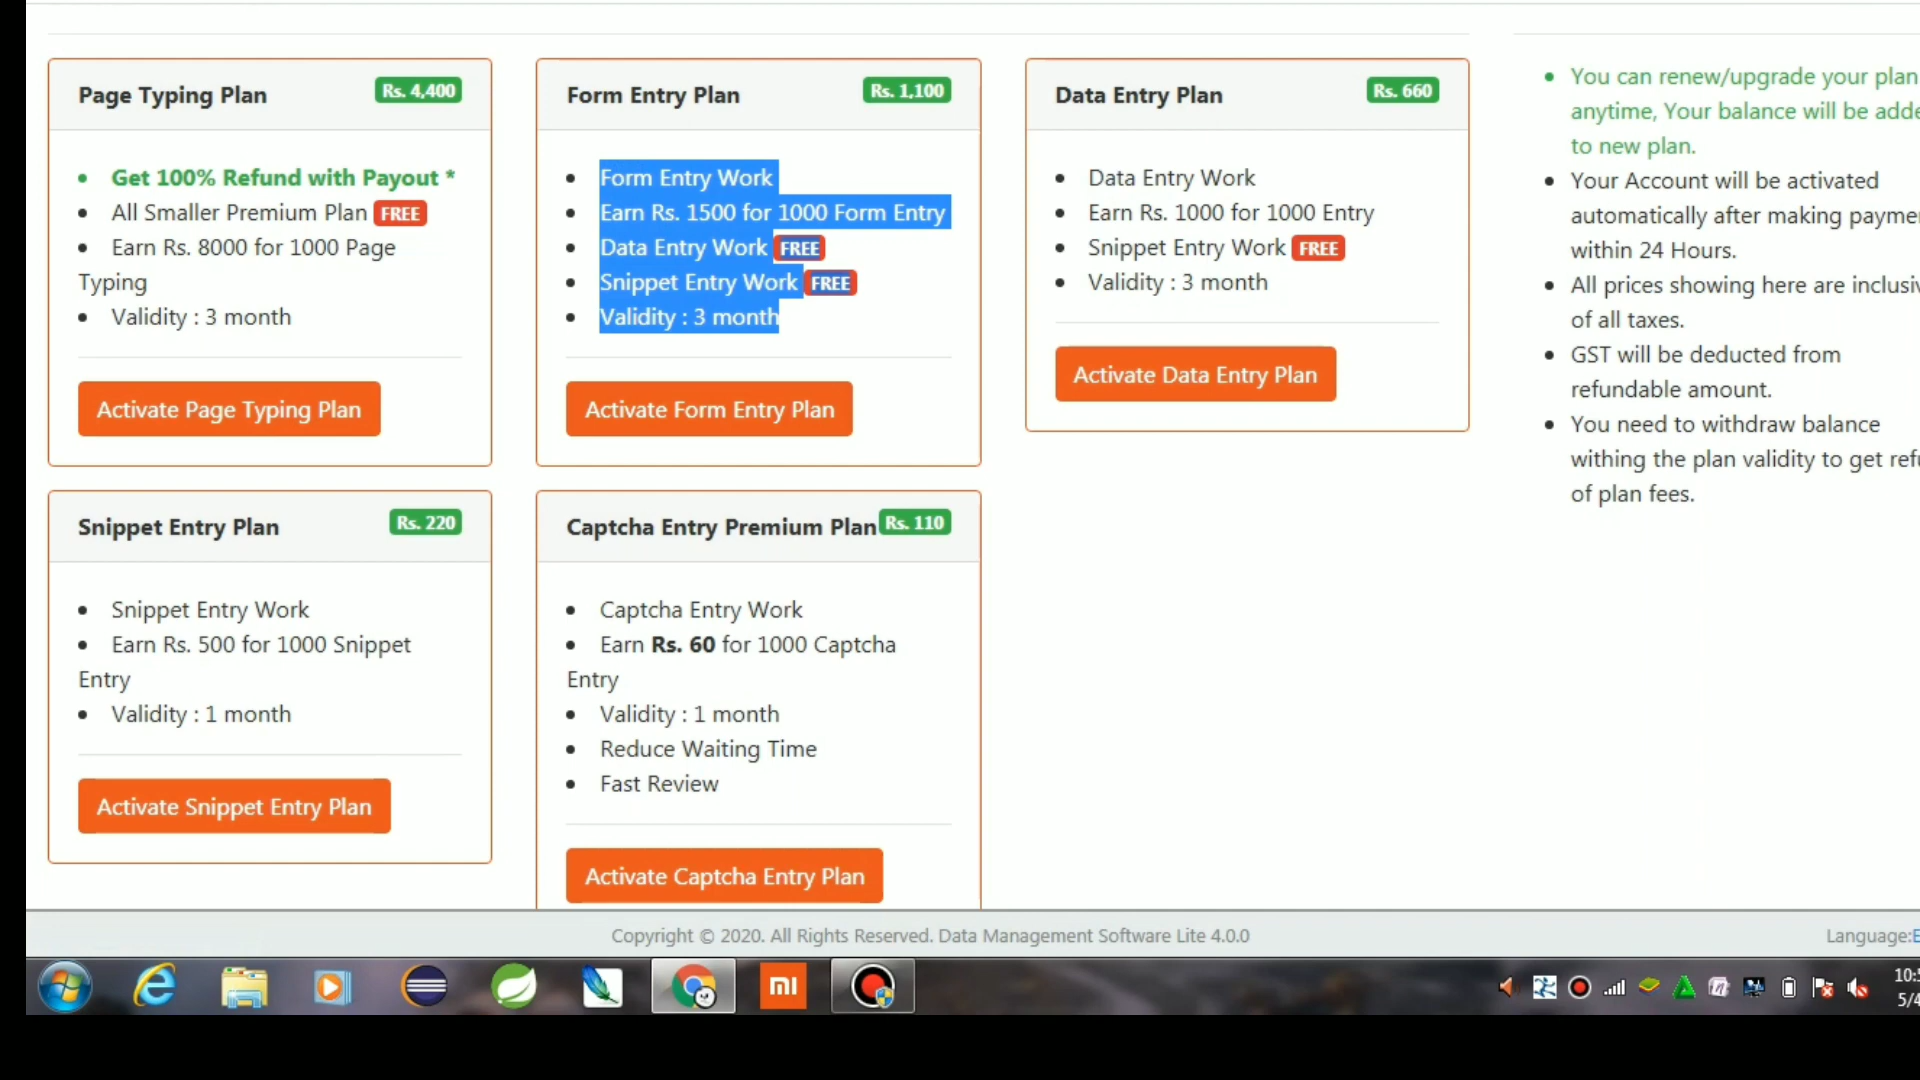 Page Typing Plan
Rs. 4,400
Get 100% Refund with Payout *
All Smaller Premium Plan FREE
Earn Rs. 8000 for 1000 Page
Typing
Validity : 3 month
Activate Page Typing Plan
Form Entry Plan
Rs. 1,100
Form Entry Work
Earn Rs. 1500 for 1000 Form Entry
Data Entry Work FREE
Snippet Entry Work FREE
Validity : 3 month
Activate Form Entry Plan
Data Entry Plan
Rs. 660
Data Entry Work
Earn Rs. 1000 for 1000 Entry
Snippet Entry Work FREE
Validity : 3 month
Activate Data Entry Plan
You can renew/upgrade your plan
anytime, Your balance will be adde
to new plan.
Your Account will be activated
automatically after making payme
within 24 Hours.
All prices showing here are inclusi
of all taxes.
GST will be deducted from
refundable amount.
You need to withdraw balance
withing the plan validity to get ref
of plan fees.
Snippet Entry Plan
Rs. 220
Snippet Entry Work
Earn Rs. 500 for 1000 Snippet
Entry
Validity : 1 month
Activate Snippet Entry Plan
Captcha Entry Premium Plan
Rs. 110
Captcha Entry Work
Earn Rs. 60 for 1000 Captcha
Entry
Validity : 1 month
Reduce Waiting Time
Fast Review
Activate Captcha Entry Plan
Copyright © 2020. All Rights Reserved. Data Management Software Lite 4.0.0
Language:E
mi
10:5
5/4